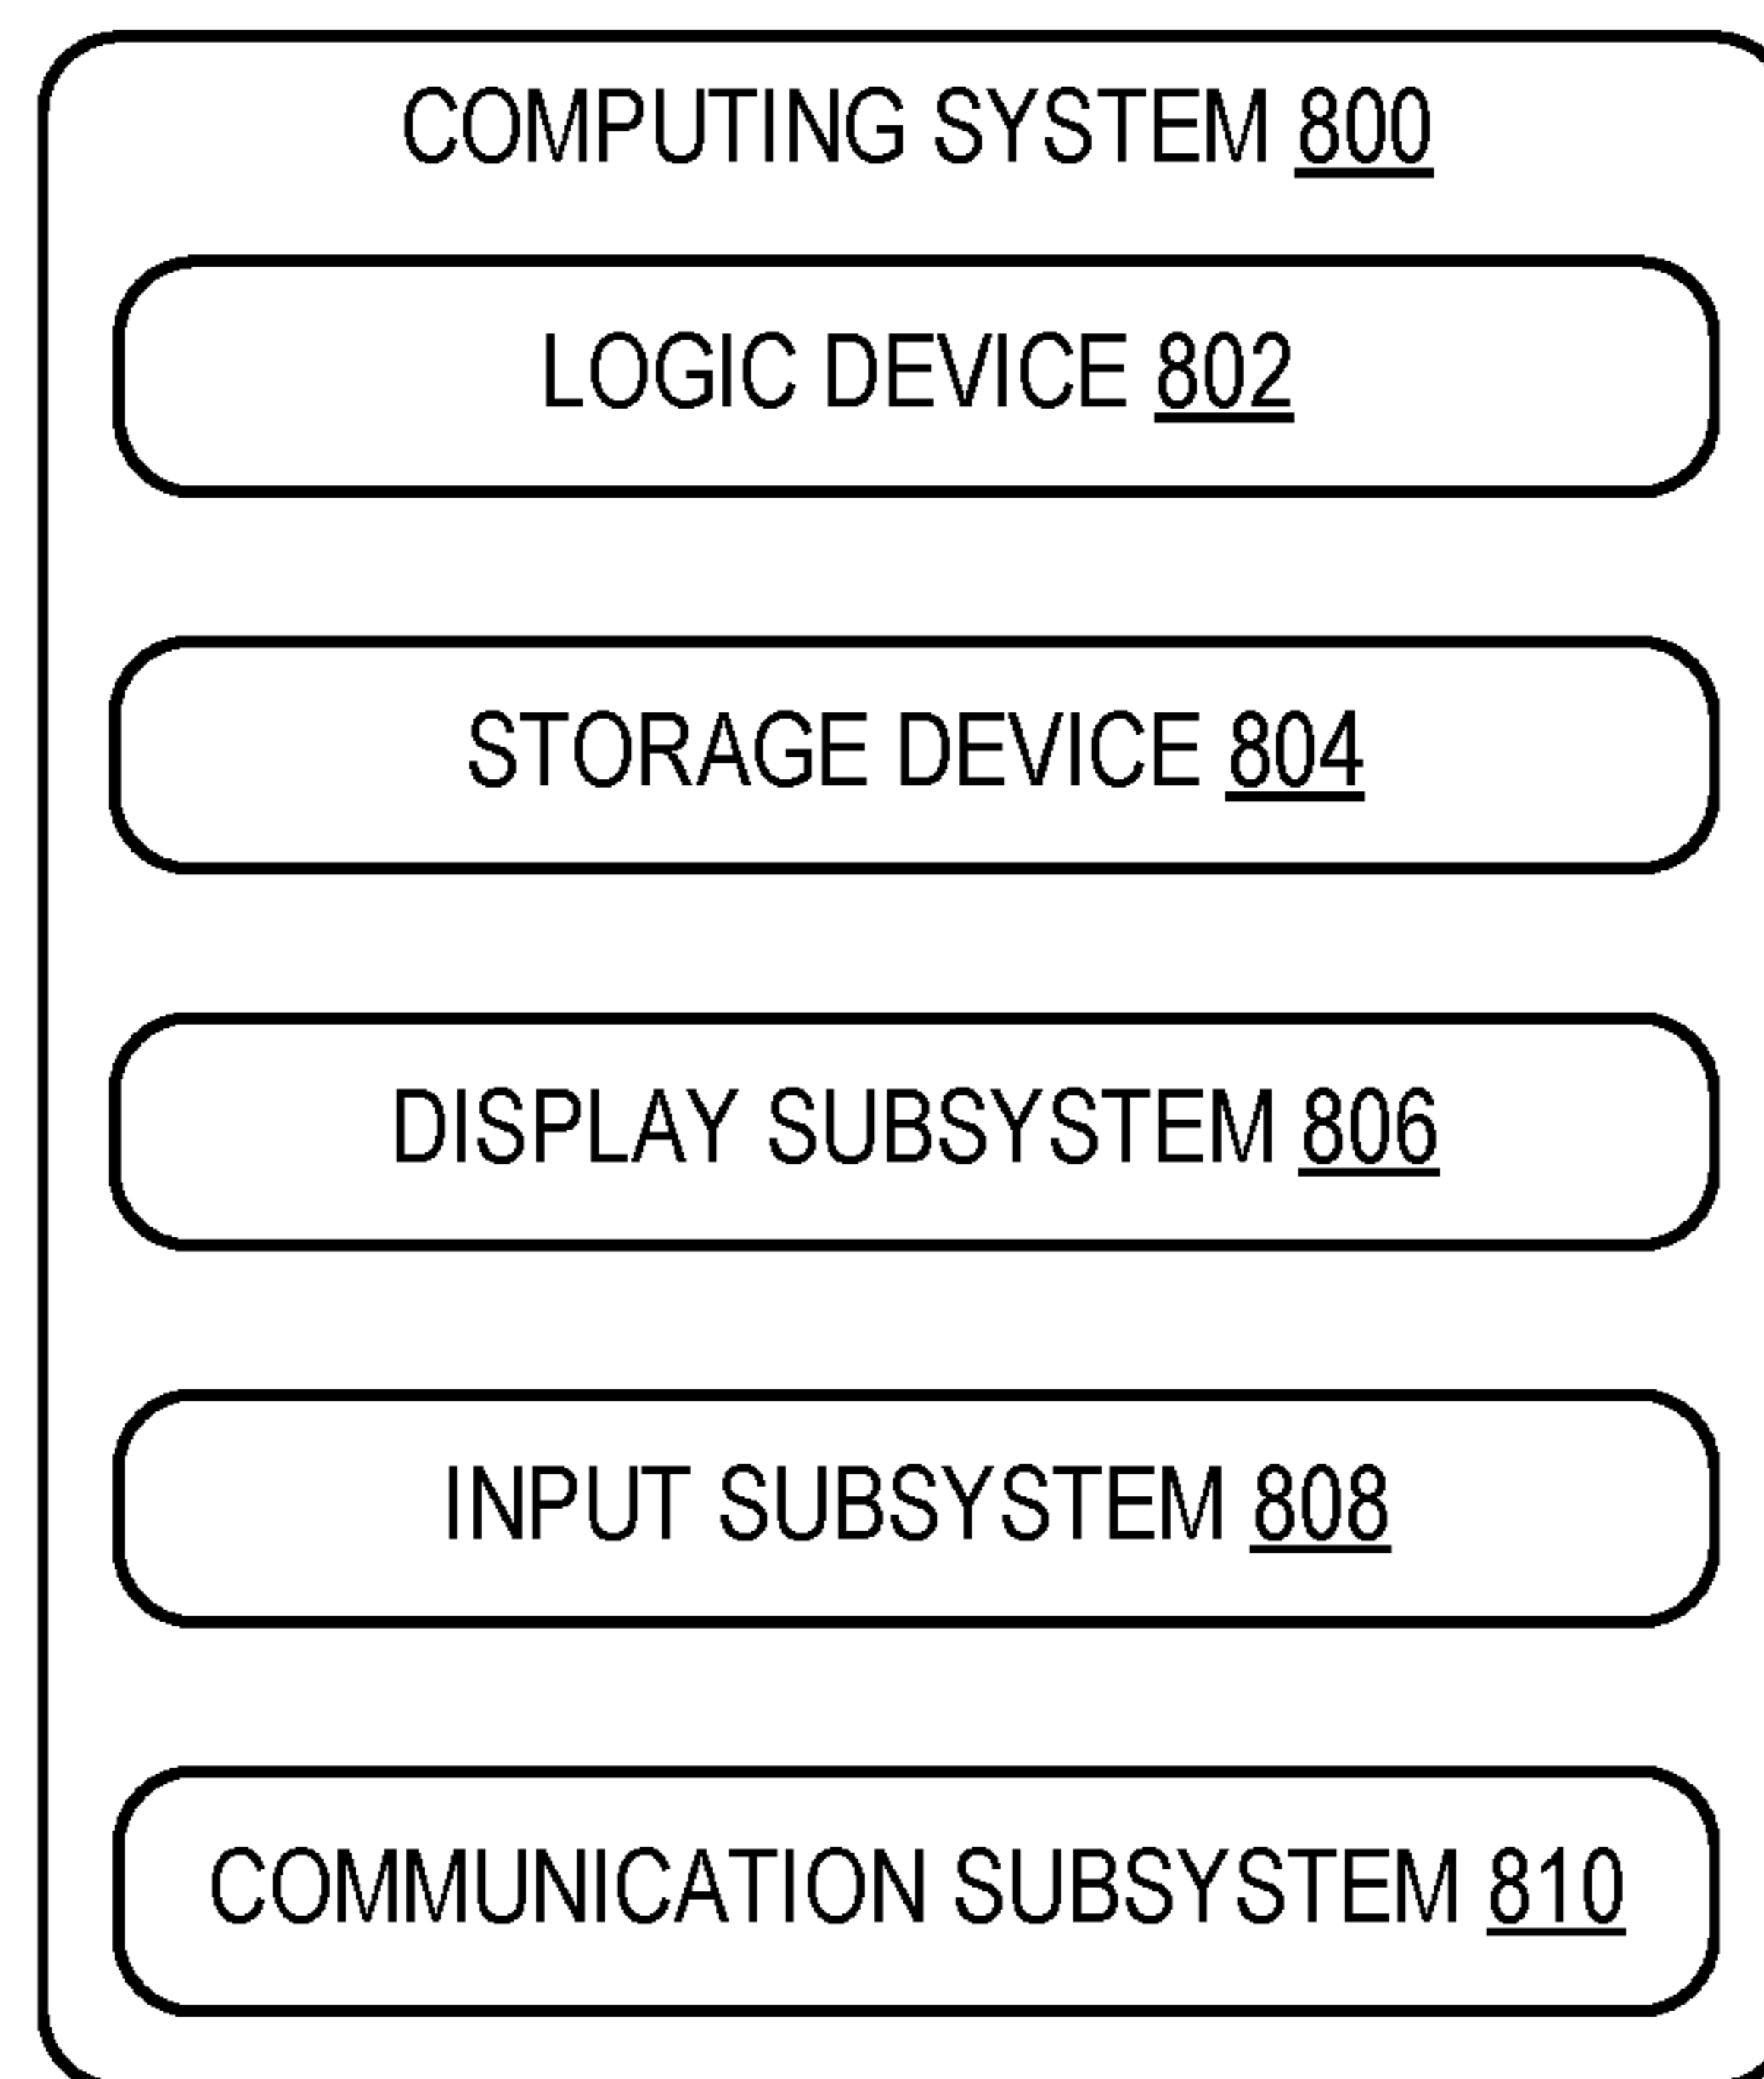 COMPUTING SYSTEM 800
LOGIC DEVICE 802
STORAGE DEVICE 804
DISPLAY SUBSYSTEM 806
INPUT SUBSYSTEM 808
COMMUNICATION SUBSYSTEM 810